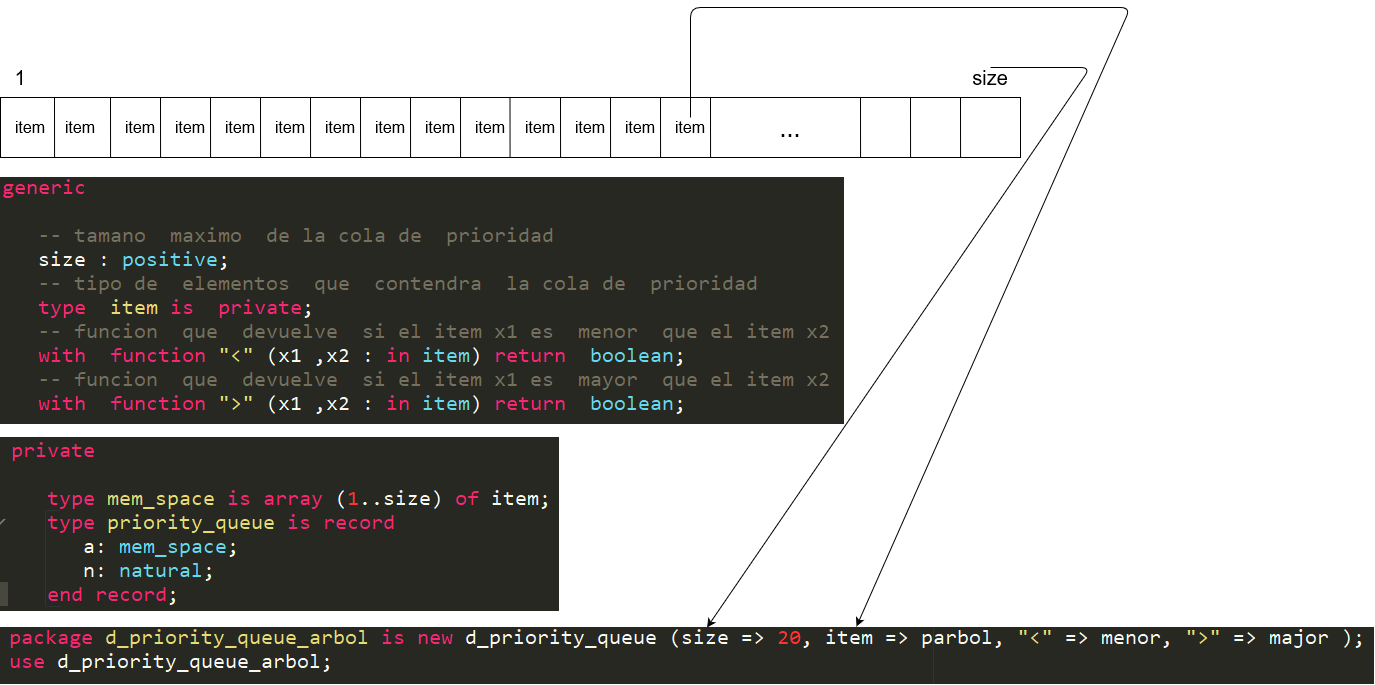 1
size
item item item item item item item item item item item item item item ...
generic
-- tamano maximo de la cola de prioridad
size : positive;
-- tipo de elementos que contendra la cola de prioridad
type item is private;
-- funcion que devuelve si el item x1 es menor que el item x2
with function "<" (x1 ,x2 : in item) return boolean;
-- funcion que devuelve si el item x1 es mayor que el item x2
with function ">" (x1 ,x2 : in item) return boolean;
private
type mem_space is array (1..size) of item;
type priority_queue is record
a: mem_space;
n: natural;
end record;
package d_priority_queue_arbol is new d_priority_queue (size => 20, item => parbol, "<" => menor, ">" => major );
use d_priority_queue_arbol;